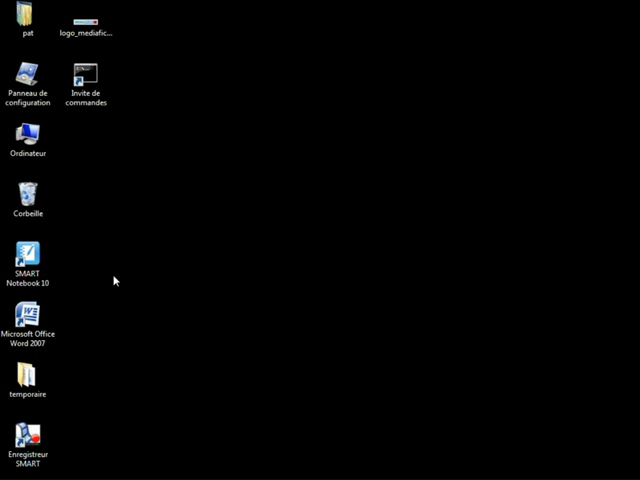 pat
logo_mediafic...
Panneau de
configuration
Invite de
commandes
Ordinateur
Corbeille
SMART
Notebook 10
Microsoft Office
Word 2007
temporaire
Enregistreur
SMART